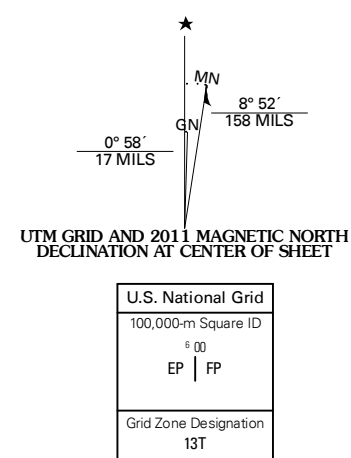 ★
MN
GN
8° 52´
158 MILS
0° 58´
17 MILS
UTM GRID AND 2011 MAGNETIC NORTH
DECLINATION AT CENTER OF SHEET
U.S. National Grid
100,000-m Square ID
6 00
EP | FP
Grid Zone Designation
13T